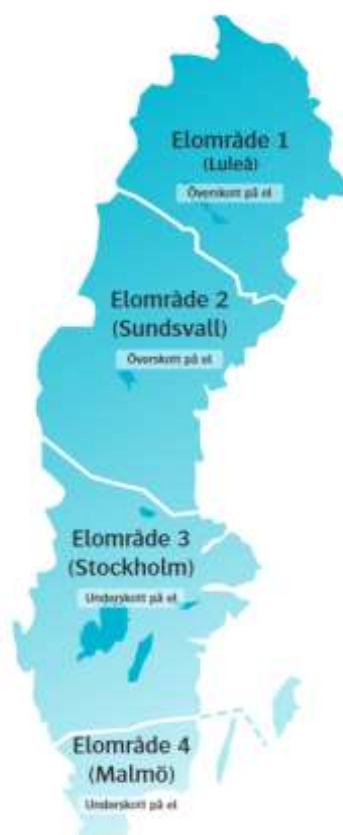 Elområde 1
(Luleå)
Överskott på el
Elområde 2
(Sundsvall)
Överskott på el
Elområde 3
(Stockholm)
Underskott på el
Elområde 4
(Malmö)
Underskott på el